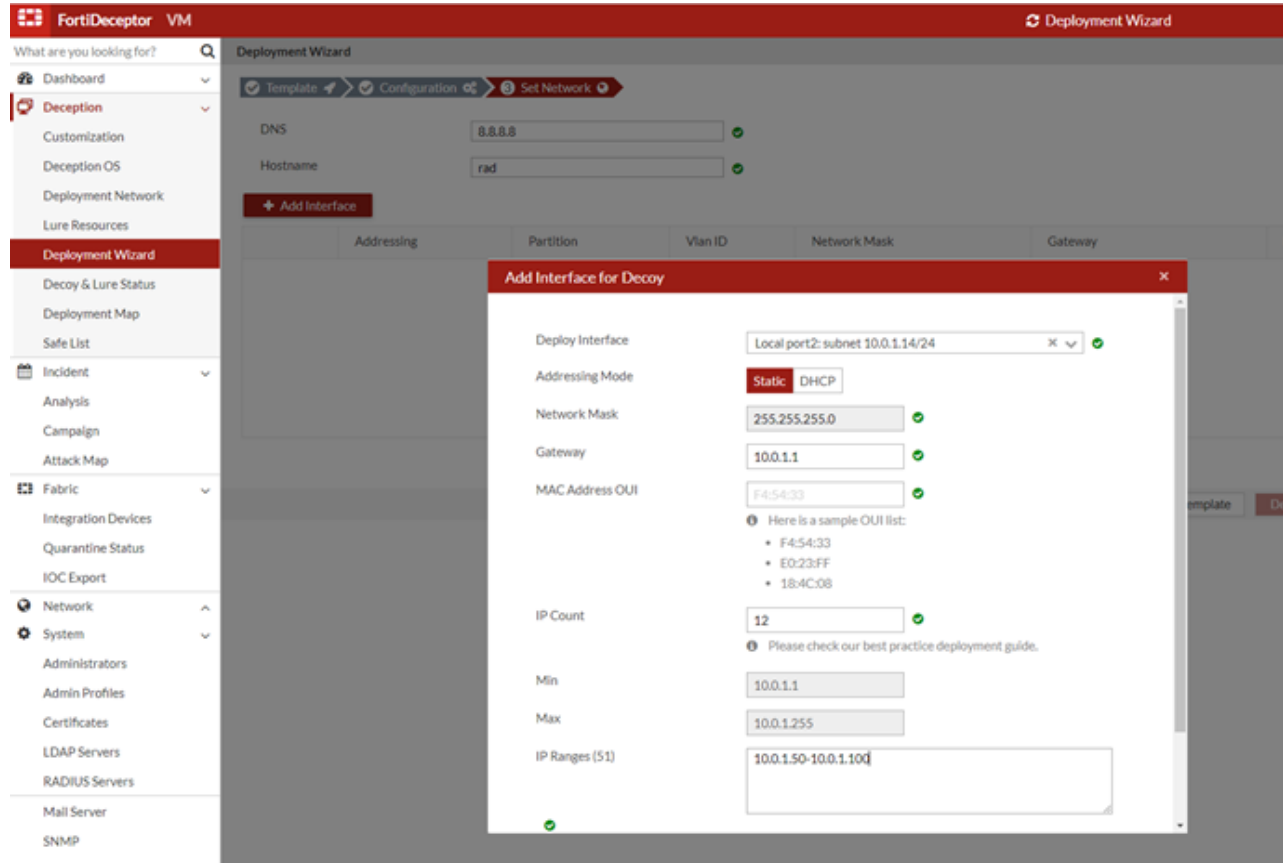 FortiDeceptor VM
Deployment Wizard
What are you looking for?
Deployment Wizard
Dashboard
Deception
Customization
Deception OS
Deployment Network
Lure Resources
Deployment Wizard
Decoy & Lure Status
Deployment Map
Safe List
Incident
Analysis
Campaign
Attack Map
Fabric
Integration Devices
Quarantine Status
IOC Export
Network
System
Administrators
Admin Profiles
Certificates
LDAP Servers
RADIUS Servers
Mail Server
SNMP
Template Configuration 3 Set Network
DNS 8.8.8.8
Hostname rad
+ Add Interface
Addressing Partition Vlan ID Network Mask Gateway
Add Interface for Decoy ×
Deploy Interface Local port2: subnet 10.0.1.14/24 ×
Addressing Mode Static DHCP
Network Mask 255.255.255.0
Gateway 10.0.1.1
MAC Address OUI F4:54:33
Here is a sample OUI list:
• F4:54:33
• E0:23:FF
• 18:4C:08
IP Count 12
Please check our best practice deployment guide.
Min 10.0.1.1
Max 10.0.1.255
IP Ranges (51) 10.0.1.50-10.0.1.100
emplate De